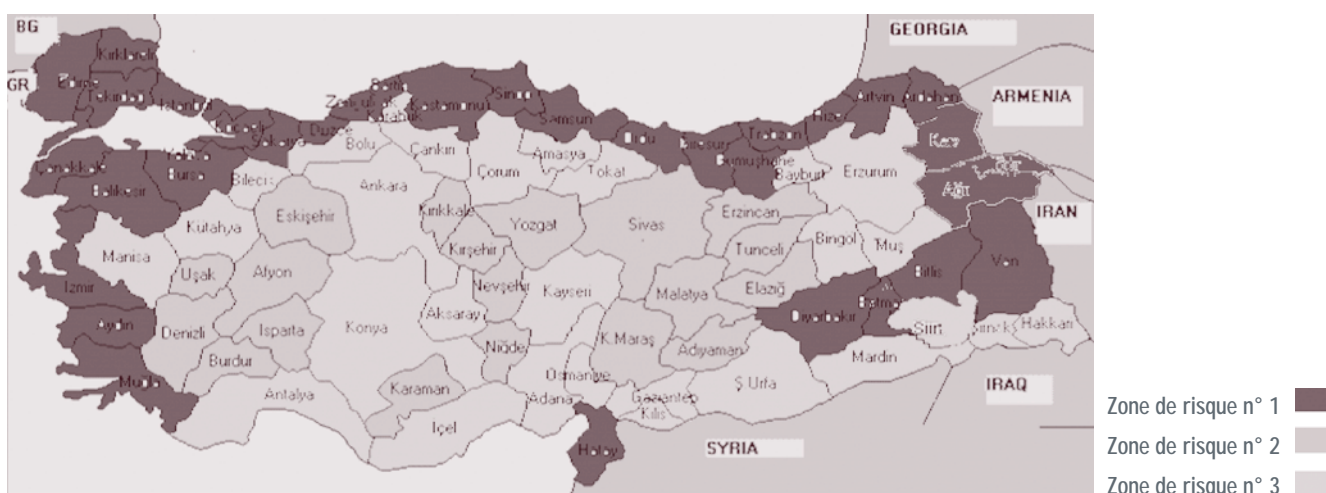 BG
GEORGIA
Kırklareli
GR
Edirne
Tekirdağ
İstanbul
Bartın
Zonguldak
Karabük
Kastamonu
Sinop
Samsun
Artvin
Ardahan
ARMENIA
Kocaeli
Sakarya
Düzce
Bolu
Çankırı
Ordu
Giresun
Trabzon
Rize
Kars
Çanakkale
Yalova
Bursa
Balıkesir
Bilecik
Ankara
Çorum
Amasya
Tokat
Gümüşhane
Bayburt
Erzurum
Ağrı
IRAN
Kütahya
Eskişehir
Kırıkkale
Yozgat
Sivas
Erzincan
Manisa
Uşak
Afyon
Kırşehir
Tunceli
Bingöl
Muş
İzmir
Nevşehir
Kayseri
Malatya
Elazığ
Bitlis
Van
Aydın
Denizli
Isparta
Konya
Aksaray
Niğde
K.Maraş
Adıyaman
Diyarbakır
Batman
Siirt
Hakkari
Muğla
Burdur
Antalya
Karaman
İçel
Adana
Osmaniye
Gaziantep
Kilis
Ş.Urfa
Mardin
IRAQ
Hatay
SYRIA
Zone de risque n° 1
Zone de risque n° 2
Zone de risque n° 3